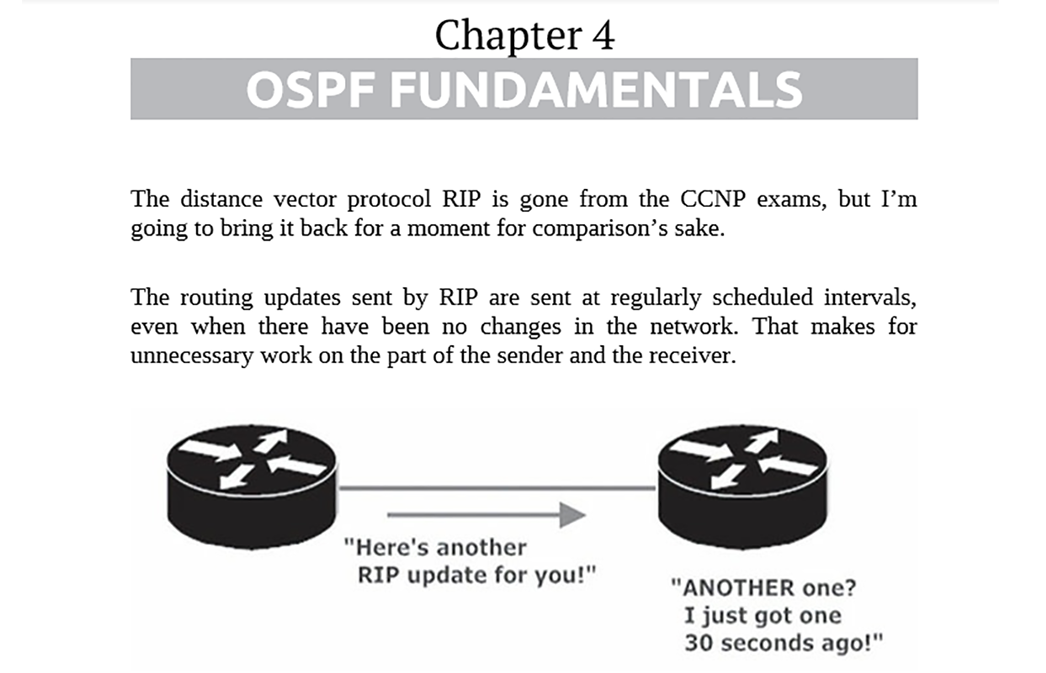 Chapter 4
OSPF FUNDAMENTALS
The distance vector protocol RIP is gone from the CCNP exams, but I’m
going to bring it back for a moment for comparison’s sake.
The routing updates sent by RIP are sent at regularly scheduled intervals,
even when there have been no changes in the network. That makes for
unnecessary work on the part of the sender and the receiver.
"Here's another
RIP update for you!"
"ANOTHER one?
I just got one
30 seconds ago!"